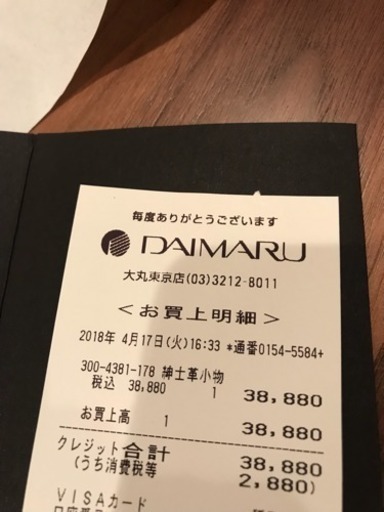 毎度ありがとうございます
DAIMARU
大丸東京店(03)3212-8011
<お買上明細>
2018年 4月17日(火)16:33 *通番0154-5584+
300-4381-178 紳士革小物
税込 38,880 1 38,880
お買上高 1 38,880
クレジット合計 38,880
(うち消費税等 2,880)
VISAカード